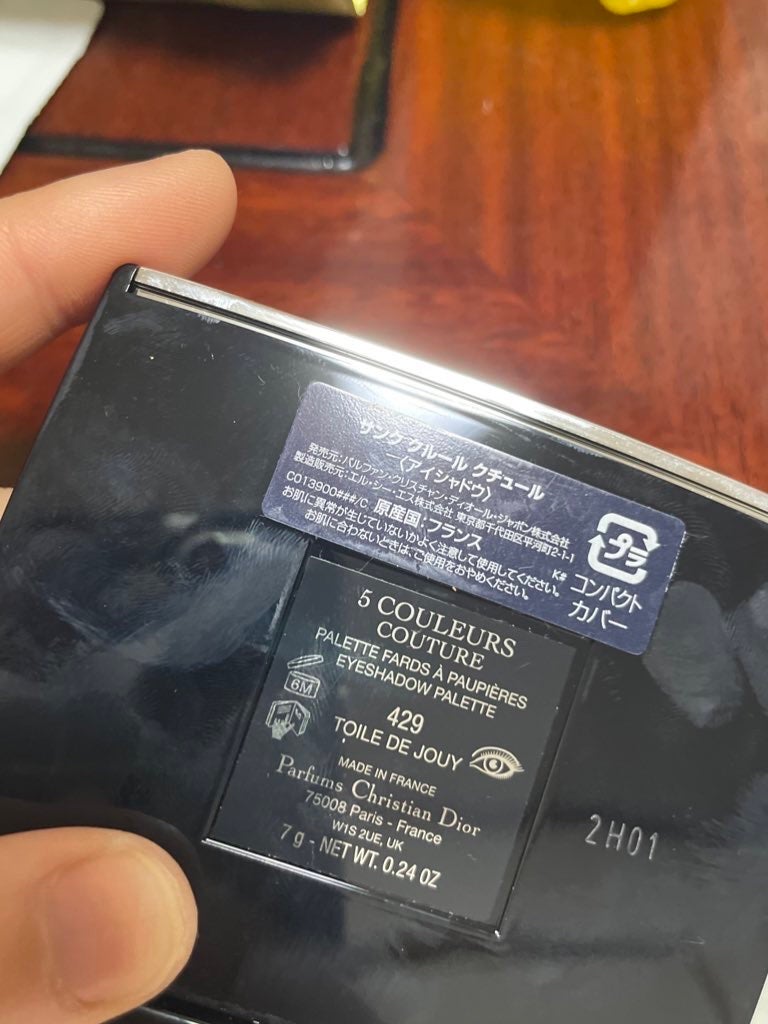 サンク クルール クチュール
〈アイシャドウ〉
発売元:パルファン・クリスチャン・ディオール・ジャポン株式会社
製造販売元:エル・シー・エス株式会社 東京都千代田区平河町2-1-1
C013900###/C 原産国:フランス
お肌に異常が生じていないかよく注意して使用してください。
お肌に合わないときは、ご使用をおやめください。
K#
プラ
コンパクト
カバー
5 COULEURS
COUTURE
PALETTE FARDS À PAUPIÈRES
EYESHADOW PALETTE
6M
429
TOILE DE JOUY
MADE IN FRANCE
Parfums Christian Dior
75008 Paris - France
W1S 2UE, UK
7 g - NET WT. 0.24 OZ
2H01